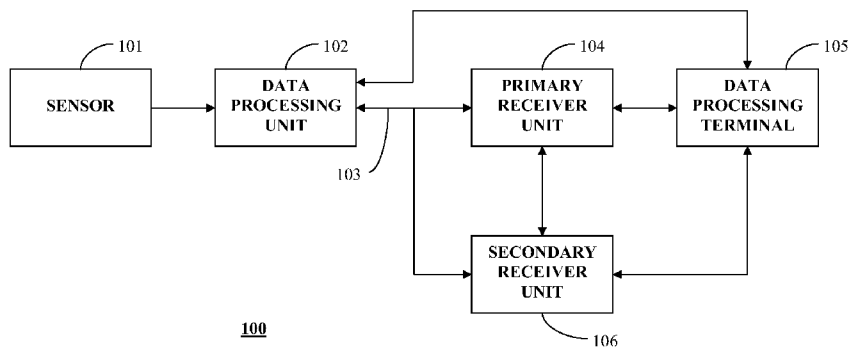 101
102
104
105
SENSOR
DATA
PROCESSING
UNIT
PRIMARY
RECEIVER
UNIT
DATA
PROCESSING
TERMINAL
103
SECONDARY
RECEIVER
UNIT
100
106